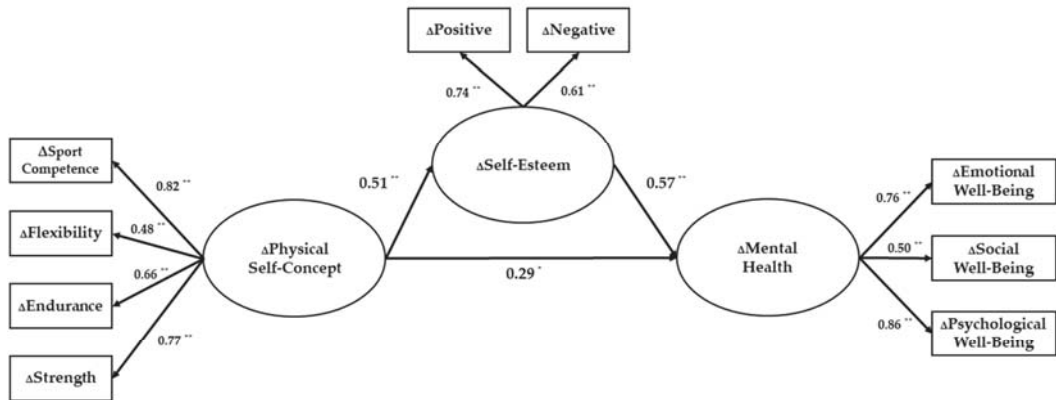 ΔPositive
ΔNegative
0.74 **
0.61 **
ΔSelf-Esteem
ΔSport
Competence
0.82 **
0.51 **
0.57 **
ΔEmotional
Well-Being
0.76 **
ΔFlexibility
0.48 **
ΔPhysical
Self-Concept
ΔMental
Health
0.50 **
ΔSocial
Well-Being
0.66 **
0.29 *
ΔEndurance
0.77 **
0.86 **
ΔPsychological
Well-Being
ΔStrength